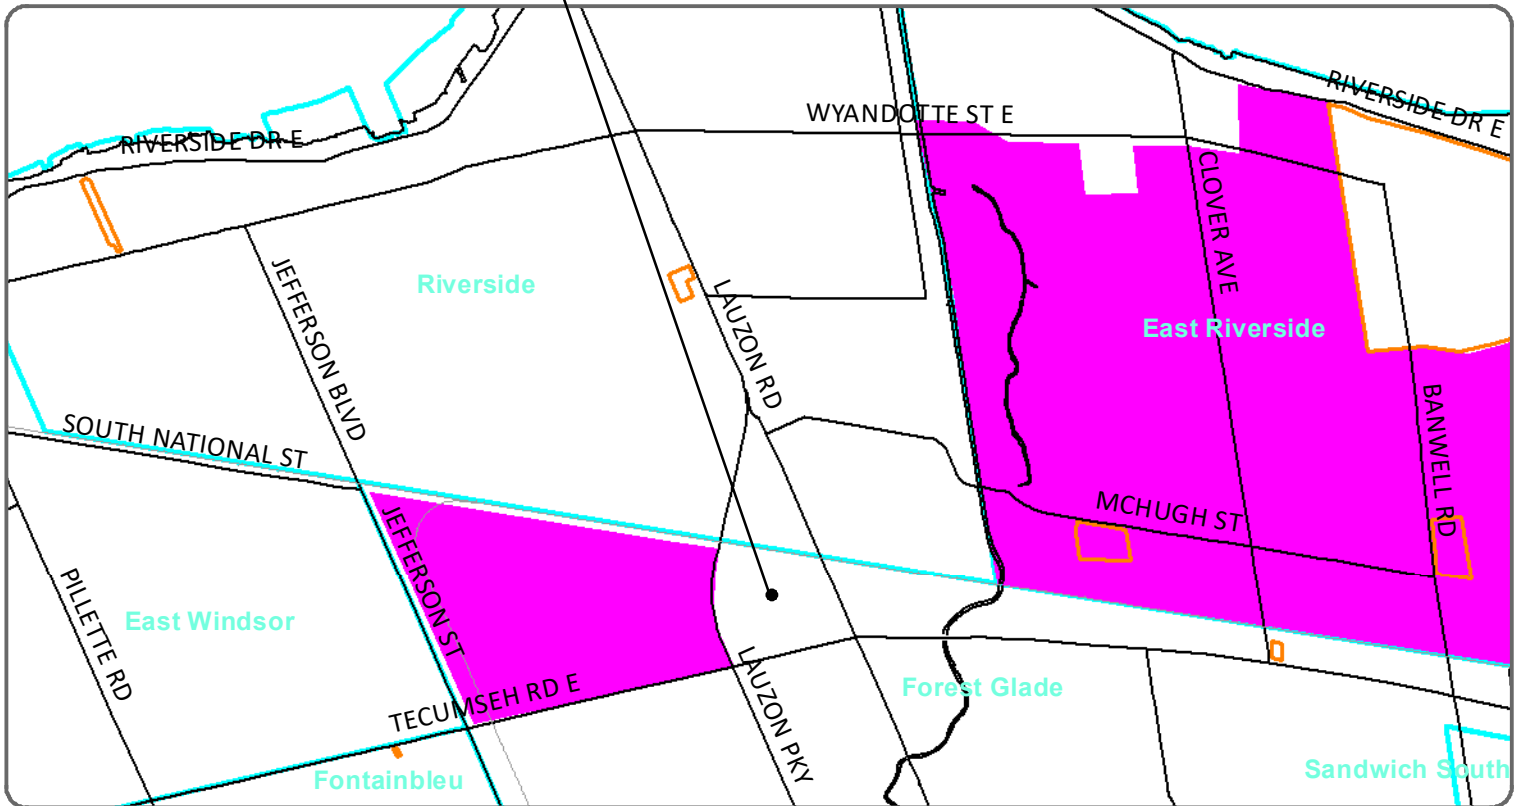 RIVERSIDE DR E
WYANDOTTE ST E
RIVERSIDE DR E
CLOVER AVE
JEFFERSON BLVD
Riverside
LAUZON RD
East Riverside
BANWELL RD
SOUTH NATIONAL ST
MCHUGH ST
JEFFERSON ST
PILLETTE RD
East Windsor
LAUZON PKY
Forest Glade
TECUMSEH RD E
Fontainbleu
Sandwich South